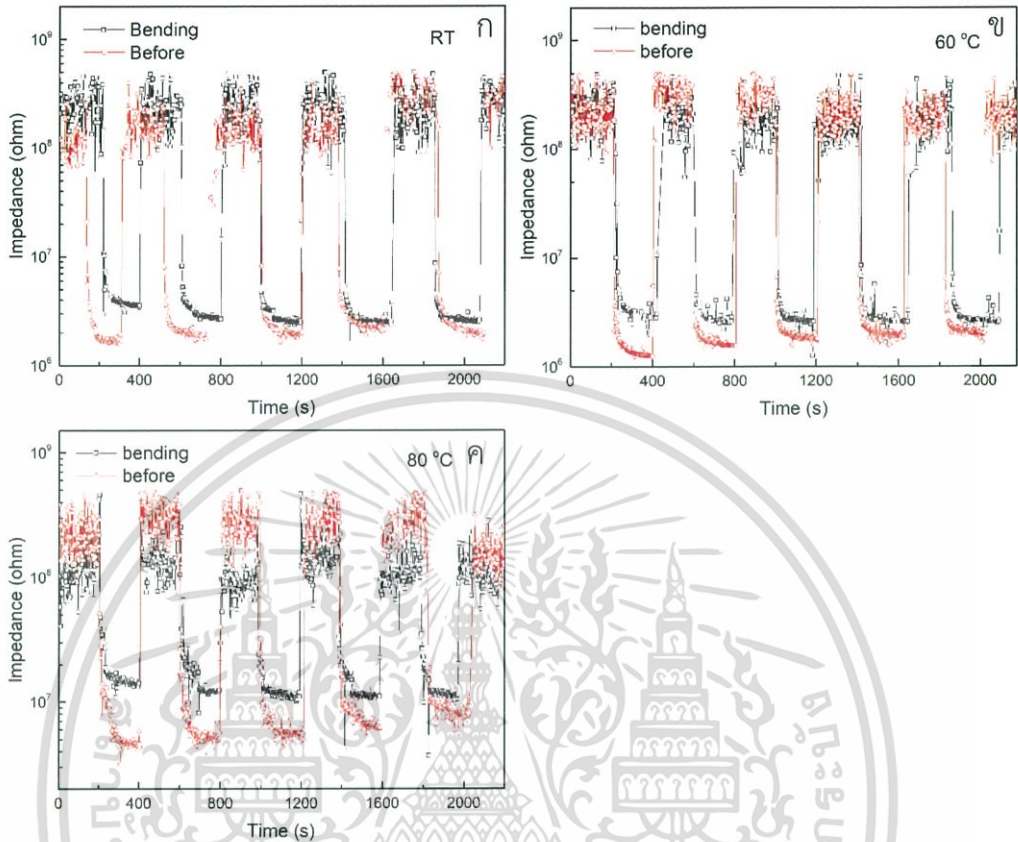 Bending
Before
RT ก
Impedance (ohm)
10⁹
10⁸
10⁷
10⁶
0 400 800 1200 1600 2000
Time (s)
bending
before
60 °C ข
Impedance (ohm)
10⁹
10⁸
10⁷
10⁶
0 400 800 1200 1600 2000
Time (s)
bending
before
80 °C ค
Impedance (ohm)
10⁹
10⁸
10⁷
0 400 800 1200 1600 2000
Time (s)